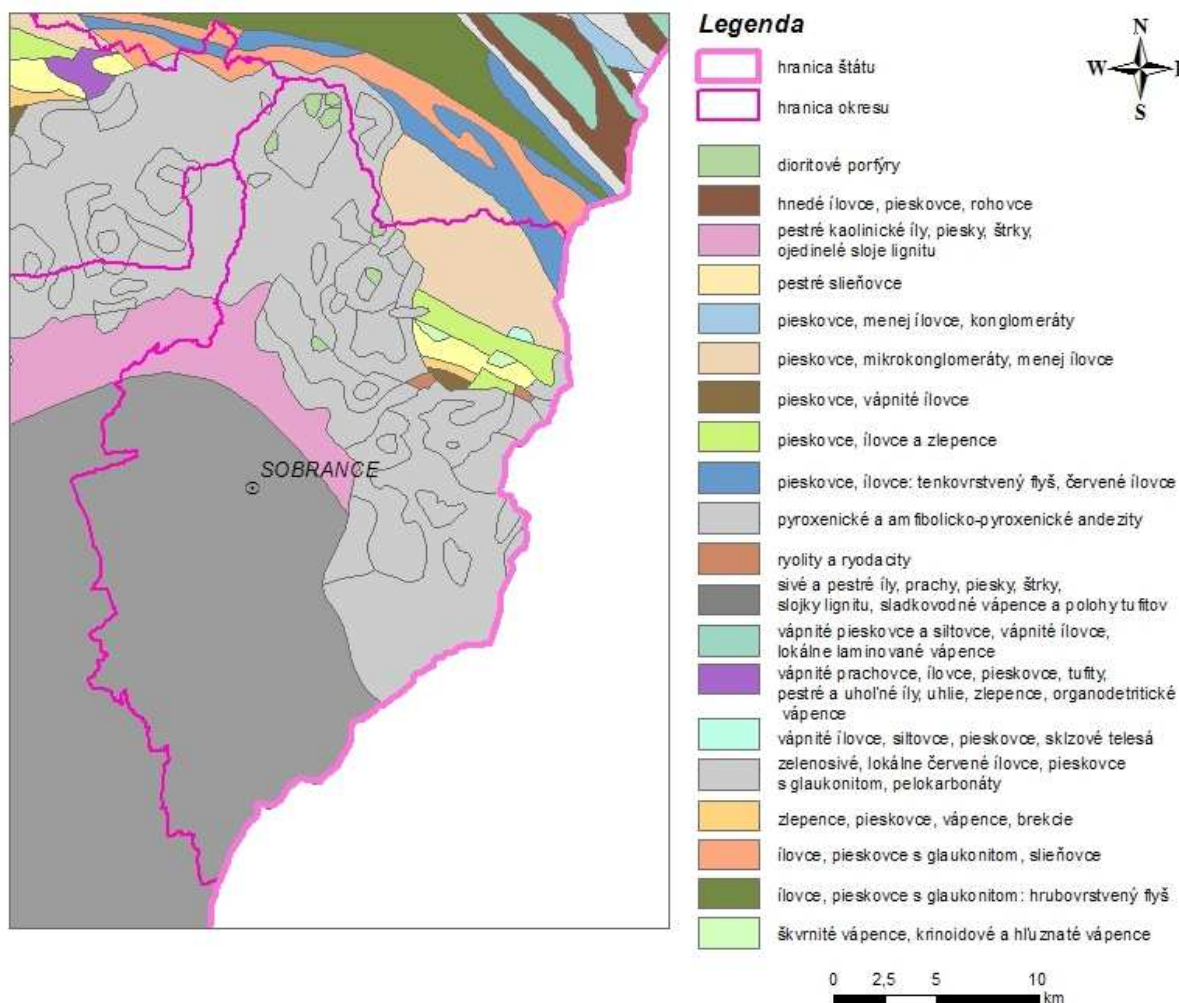 Legenda
N
W
S
hranica štátu
hranica okresu
dioritové porfýry
hnedé ílovce, pieskovce, rohovce
pestré kaolinické íly, piesky, štrky,
ojedinelé sloje lignitu
pestré slieňovce
pieskovce, menej ílovce, konglomeráty
pieskovce, mikrokonglomeráty, menej ílovce
pieskovce, vápnité ílovce
pieskovce, ílovce a zlepence
SOBRANCE
pieskovce, ílovce: tenkovrstvený flyš, červené ílovce
pyroxenické a amfibolicko-pyroxenické andezity
ryolity a ryodacity
sivé a pestré íly, prachy, piesky, štrky,
slojky lignitu, sladkovodné vápence a polohy tufitov
vápnité pieskovce a siltovce, vápnité ílovce,
lokálne laminované vápence
vápnité prachovce, ílovce, pieskovce, tufity,
pestré a uhoľné íly, uhlie, zlepence, organodetritické
vápence
vápnité ílovce, siltovce, pieskovce, sklzové telesá
zelenosivé, lokálne červené ílovce, pieskovce
s glaukonitom, pelokarbonáty
zlepence, pieskovce, vápence, brekcie
ílovce, pieskovce s glaukonitom, slieňovce
ílovce, pieskovce s glaukonitom: hrubovrstvený flyš
škvrnité vápence, krinoidové a hľuznaté vápence
0 2,5 5 10
km